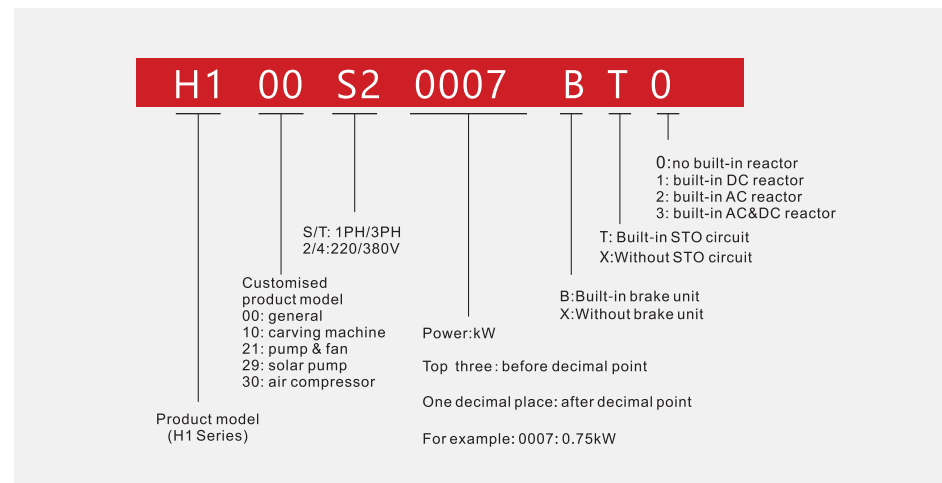 H1 00 S2 0007 B T 0
0:no built-in reactor
1: built-in DC reactor
2: built-in AC reactor
3: built-in AC&DC reactor
T: Built-in STO circuit
X:Without STO circuit
S/T: 1PH/3PH
2/4:220/380V
B:Built-in brake unit
X:Without brake unit
Customised
product model
00: general
10: carving machine
21: pump & fan
29: solar pump
30: air compressor
Power:kW
Top three: before decimal point
One decimal place: after decimal point
For example: 0007: 0.75kW
Product model
(H1 Series)